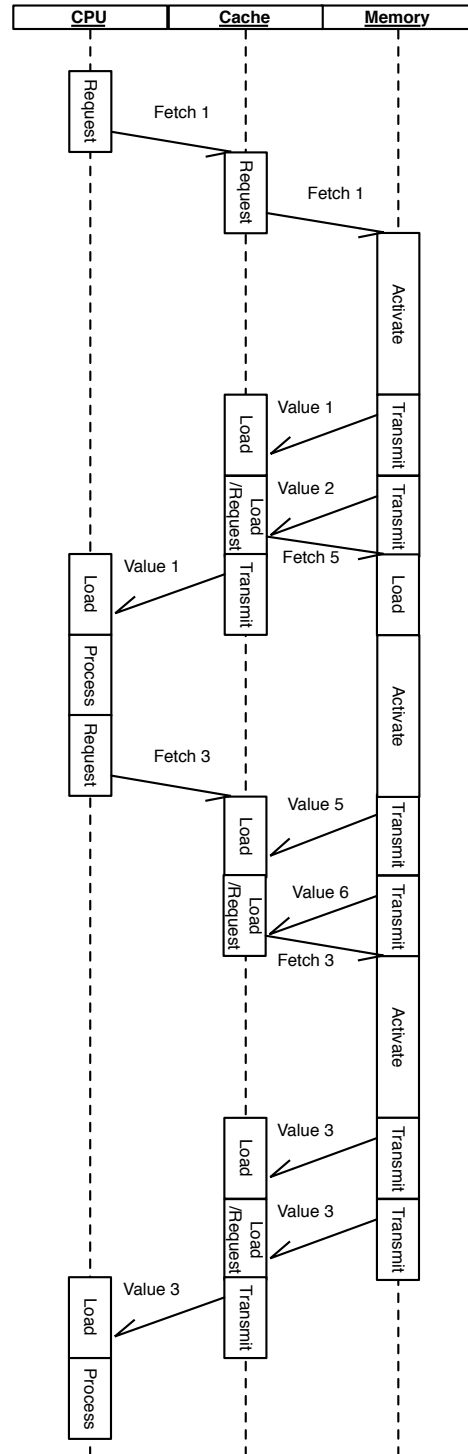 CPU
Cache
Memory
Request
Fetch 1
Request
Fetch 1
Activate
Value 1
Load
Transmit
Value 2
Load
/Request
Transmit
Fetch 5
Value 1
Load
Transmit
Load
Process
Activate
Request
Fetch 3
Value 5
Load
Transmit
Value 6
Load
/Request
Transmit
Fetch 3
Activate
Value 3
Load
Transmit
Value 3
Load
/Request
Transmit
Value 3
Load
Transmit
Process